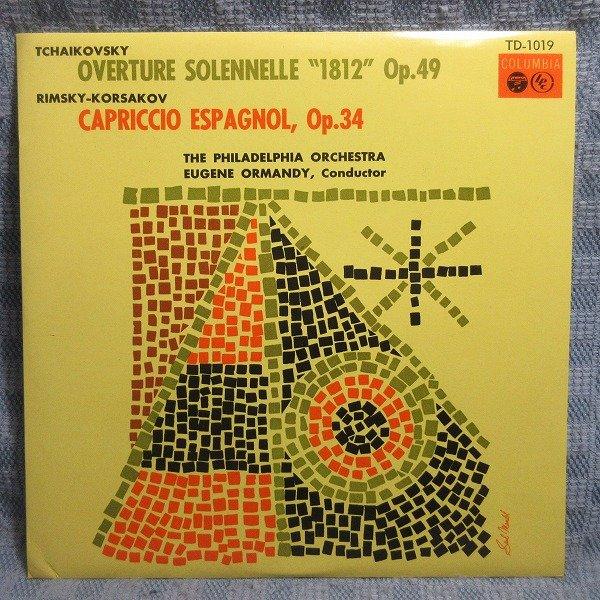 TCHAIKOVSKY
OVERTURE SOLENNELLE "1812" Op.49
RIMSKY-KORSAKOV
CAPRICCIO ESPAGNOL, Op.34
THE PHILADELPHIA ORCHESTRA
EUGENE ORMANDY, Conductor
TD-1019
COLUMBIA